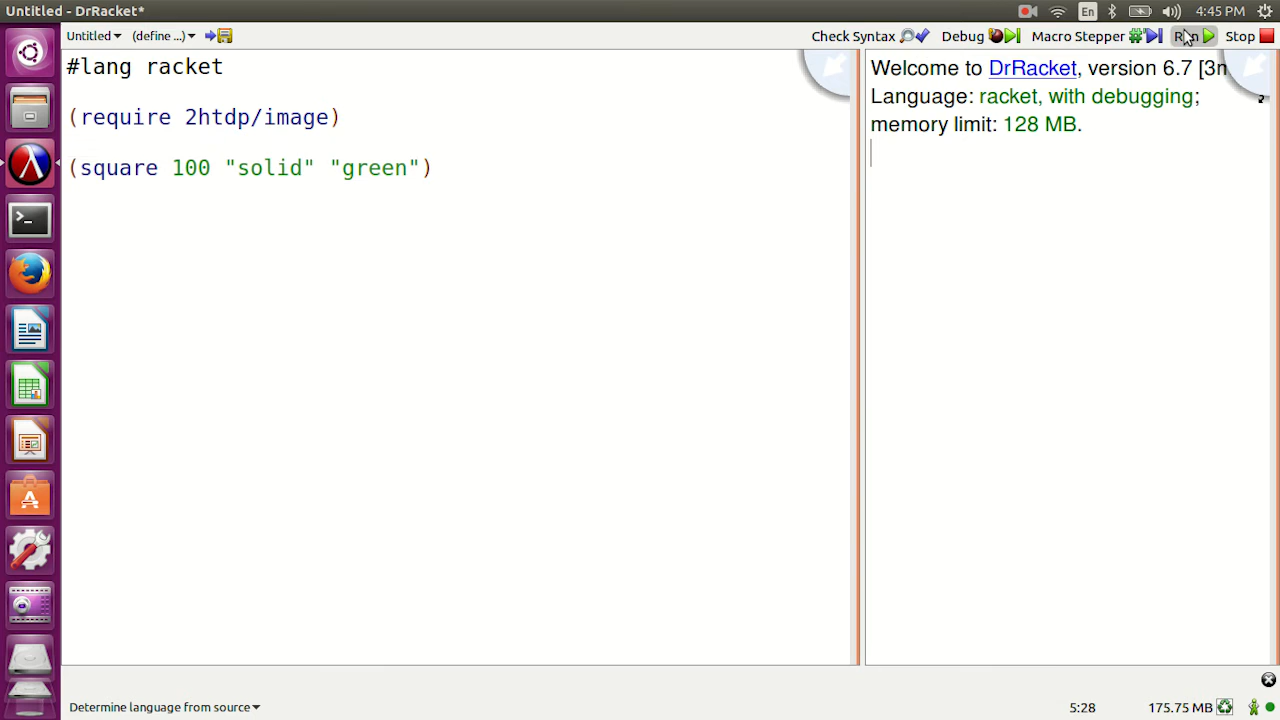 Untitled - DrRacket*
En
4:45 PM
Untitled
(define ...)
Check Syntax
Debug
Macro Stepper
Stop
#lang racket
(require 2htdp/image)
(square 100 "solid" "green")
Welcome to DrRacket, version 6.7
Language: racket, with debugging;
memory limit: 128 MB.
Determine language from source
5:28
175.75 MB